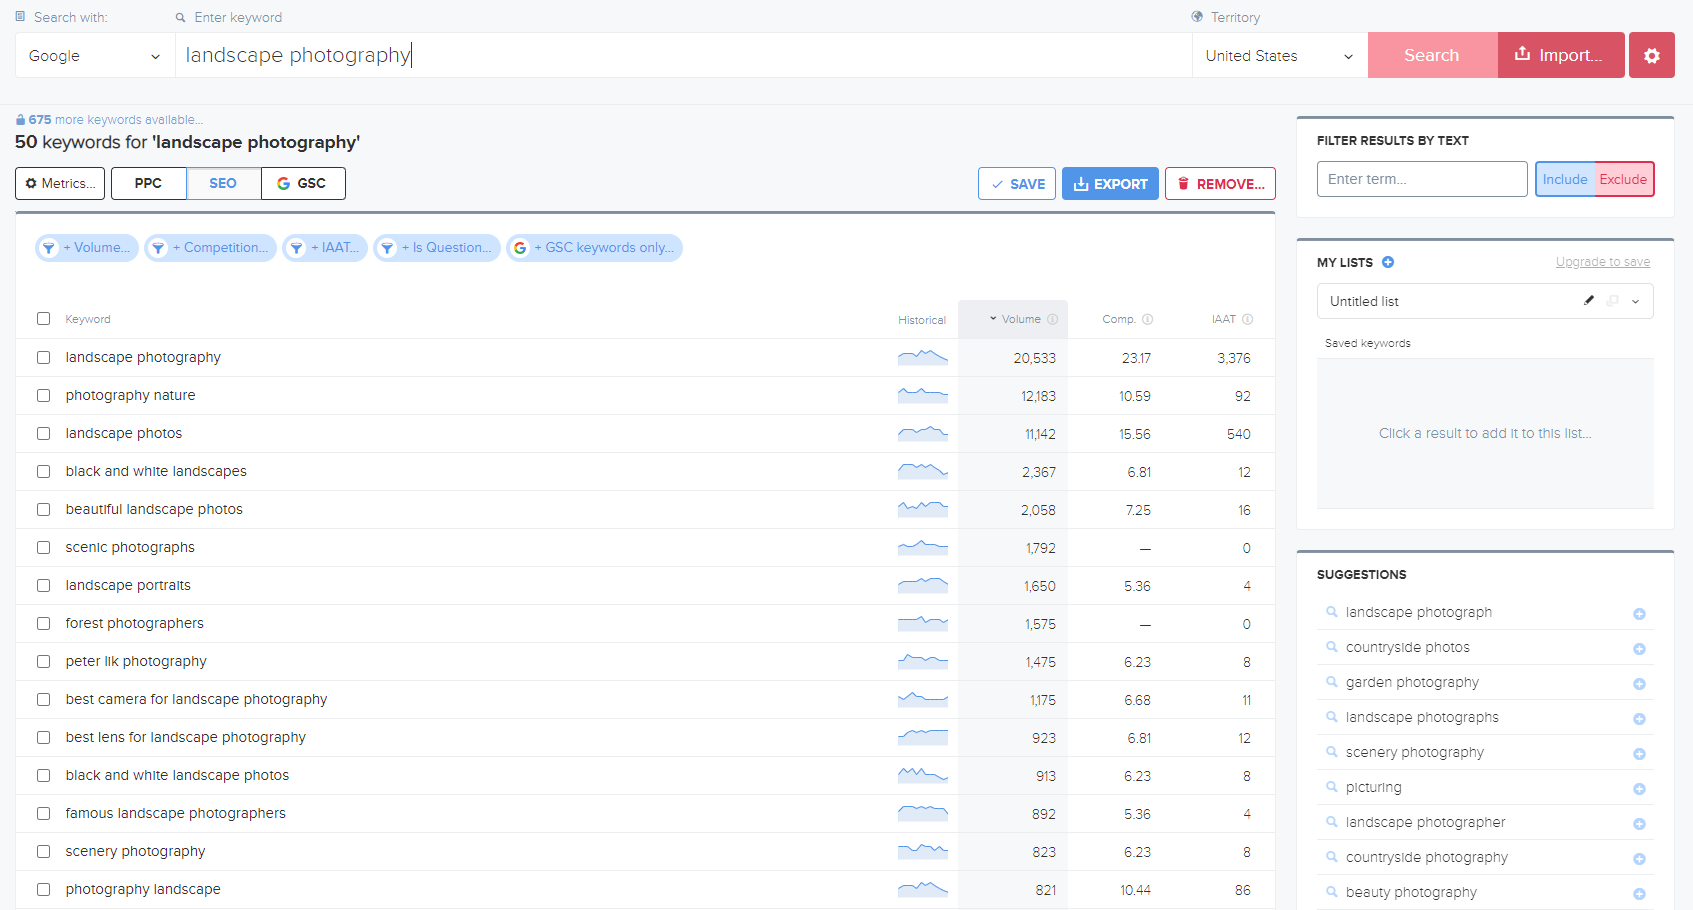 Search with:
Enter keyword
Territory
Google
landscape photography
United States
Search
Import...
675 more keywords available...
50 keywords for 'landscape photography'
Metrics...
PPC
SEO
GSC
SAVE
EXPORT
REMOVE...
+ Volume...
+ Competition...
+ IAAT...
+ Is Question...
+ GSC keywords only...
Keyword Historical Volume Comp. IAAT
landscape photography 20,533 23.17 3,376
photography nature 12,183 10.59 92
landscape photos 11,142 15.56 540
black and white landscapes 2,367 6.81 12
beautiful landscape photos 2,058 7.25 16
scenic photographs 1,792 — 0
landscape portraits 1,650 5.36 4
forest photographers 1,575 — 0
peter lik photography 1,475 6.23 8
best camera for landscape photography 1,175 6.68 11
best lens for landscape photography 923 6.81 12
black and white landscape photos 913 6.23 8
famous landscape photographers 892 5.36 4
scenery photography 823 6.23 8
photography landscape 821 10.44 86
FILTER RESULTS BY TEXT
Enter term...
Include
Exclude
MY LISTS
Upgrade to save
Untitled list
Saved keywords
Click a result to add it to this list...
SUGGESTIONS
landscape photograph
countryside photos
garden photography
landscape photographs
scenery photography
picturing
landscape photographer
countryside photography
beauty photography